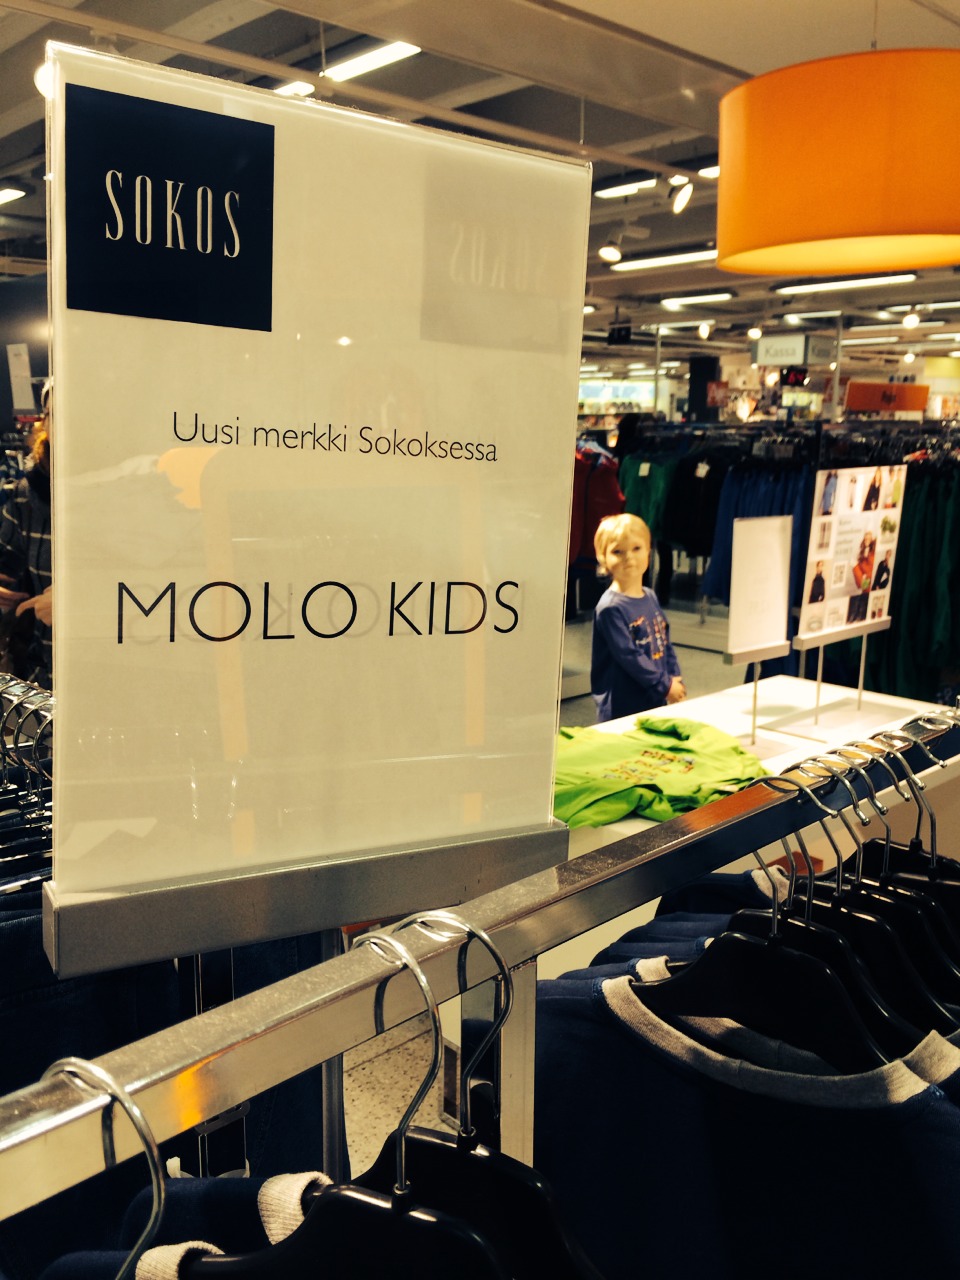 SOKOS
Uusi merkki Sokoksessa
MOLO KIDS
Kassa